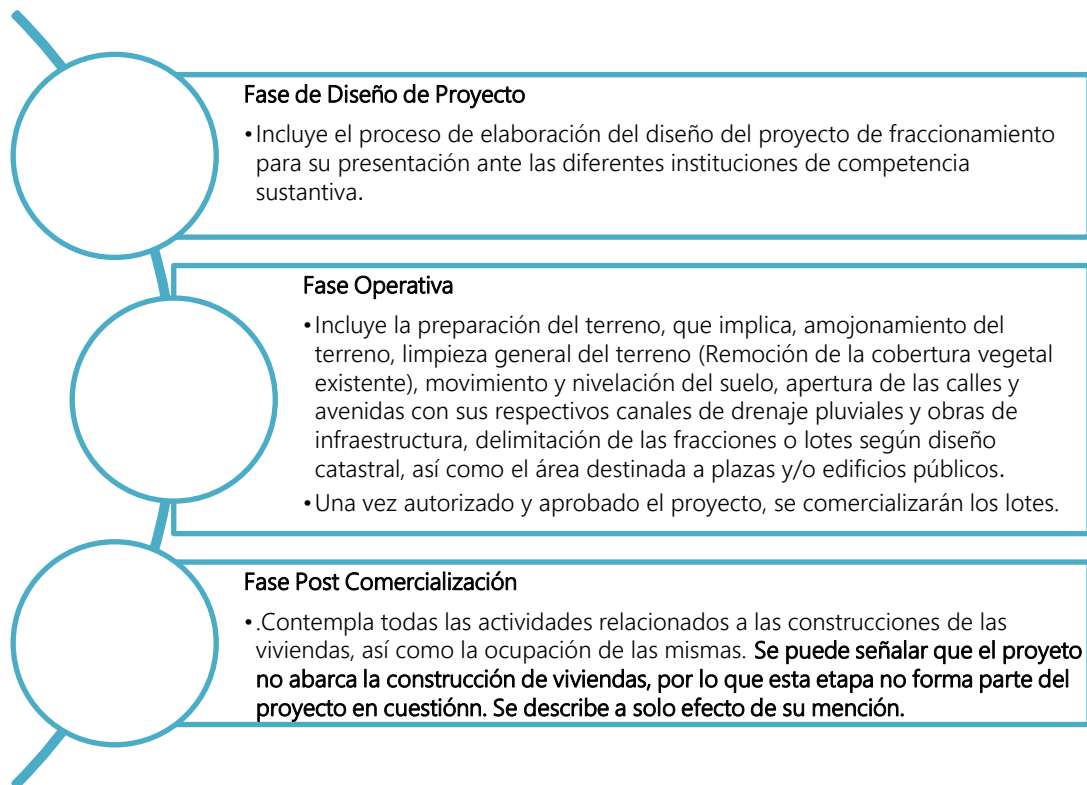 Fase de Diseño de Proyecto
•Incluye el proceso de elaboración del diseño del proyecto de fraccionamiento
para su presentación ante las diferentes instituciones de competencia
sustantiva.
Fase Operativa
•Incluye la preparación del terreno, que implica, amojonamiento del
terreno, limpieza general del terreno (Remoción de la cobertura vegetal
existente), movimiento y nivelación del suelo, apertura de las calles y
avenidas con sus respectivos canales de drenaje pluviales y obras de
infraestructura, delimitación de las fracciones o lotes según diseño
catastral, así como el área destinada a plazas y/o edificios públicos.
•Una vez autorizado y aprobado el proyecto, se comercializarán los lotes.
Fase Post Comercialización
•.Contempla todas las actividades relacionados a las construcciones de las
viviendas, así como la ocupación de las mismas. Se puede señalar que el proyeto
no abarca la construcción de viviendas, por lo que esta etapa no forma parte del
proyecto en cuestiónn. Se describe a solo efecto de su mención.